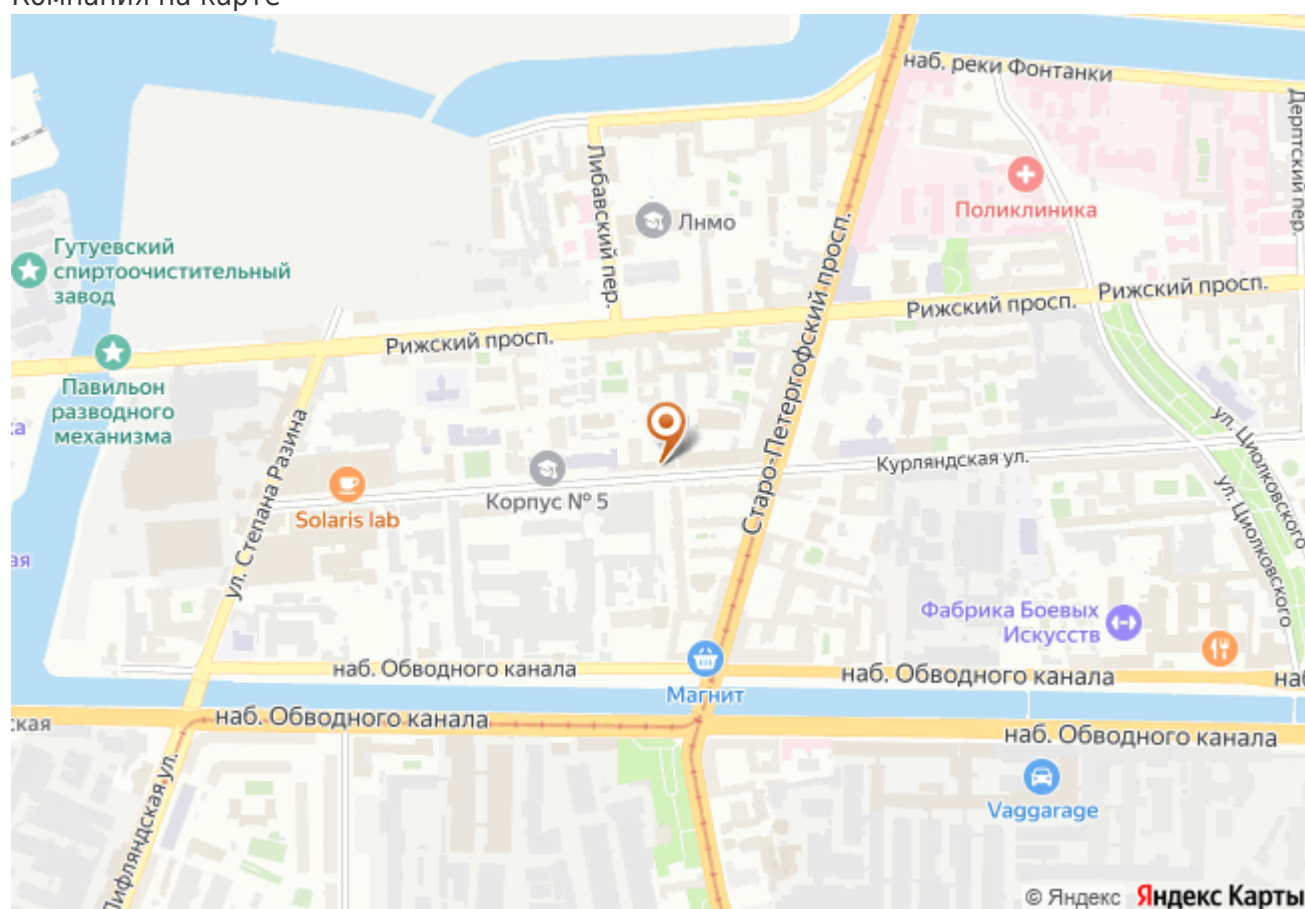 Компания на карте
наб. реки Фонтанки
Дерптский пер.
Либавский пер.
Поликлиника
Лнмо
Гутуевский
спиртоочистительный
завод
Рижский просп.
Рижский просп.
Рижский просп.
Старо-Петергофский просп.
Павильон
разводного
механизма
ка
ул. Степана Разина
ул. Циолковского
ул. Циолковского
Курляндская ул.
Корпус № 5
Solaris lab
ая
Фабрика Боевых
Искусств
наб. Обводного канала
наб. Обводного канала
наб
Магнит
ская
наб. Обводного канала
наб. Обводного канала
Лифляндская ул.
Vaggarage
© Яндекс Яндекс Карты